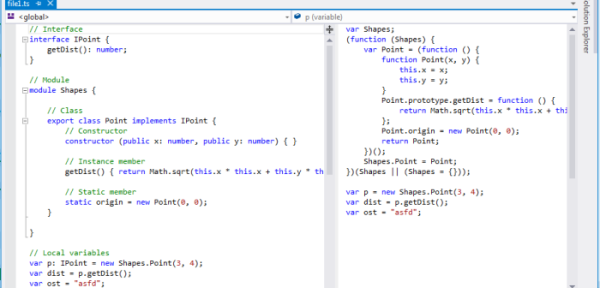 file1.ts
<global>
p (variable)
Solution Explorer
// Interface
interface IPoint {
getDist(): number;
}
// Module
module Shapes {
// Class
export class Point implements IPoint {
// Constructor
constructor (public x: number, public y: number) { }
// Instance member
getDist() { return Math.sqrt(this.x * this.x + this.y * th
// Static member
static origin = new Point(0, 0);
}
}
// Local variables
var p: IPoint = new Shapes.Point(3, 4);
var dist = p.getDist();
var ost = "asfd";
var Shapes;
(function (Shapes) {
var Point = (function () {
function Point(x, y) {
this.x = x;
this.y = y;
}
Point.prototype.getDist = function () {
return Math.sqrt(this.x * this.x + thi
};
Point.origin = new Point(0, 0);
return Point;
})();
Shapes.Point = Point;
})(Shapes || (Shapes = {}));
var p = new Shapes.Point(3, 4);
var dist = p.getDist();
var ost = "asfd";